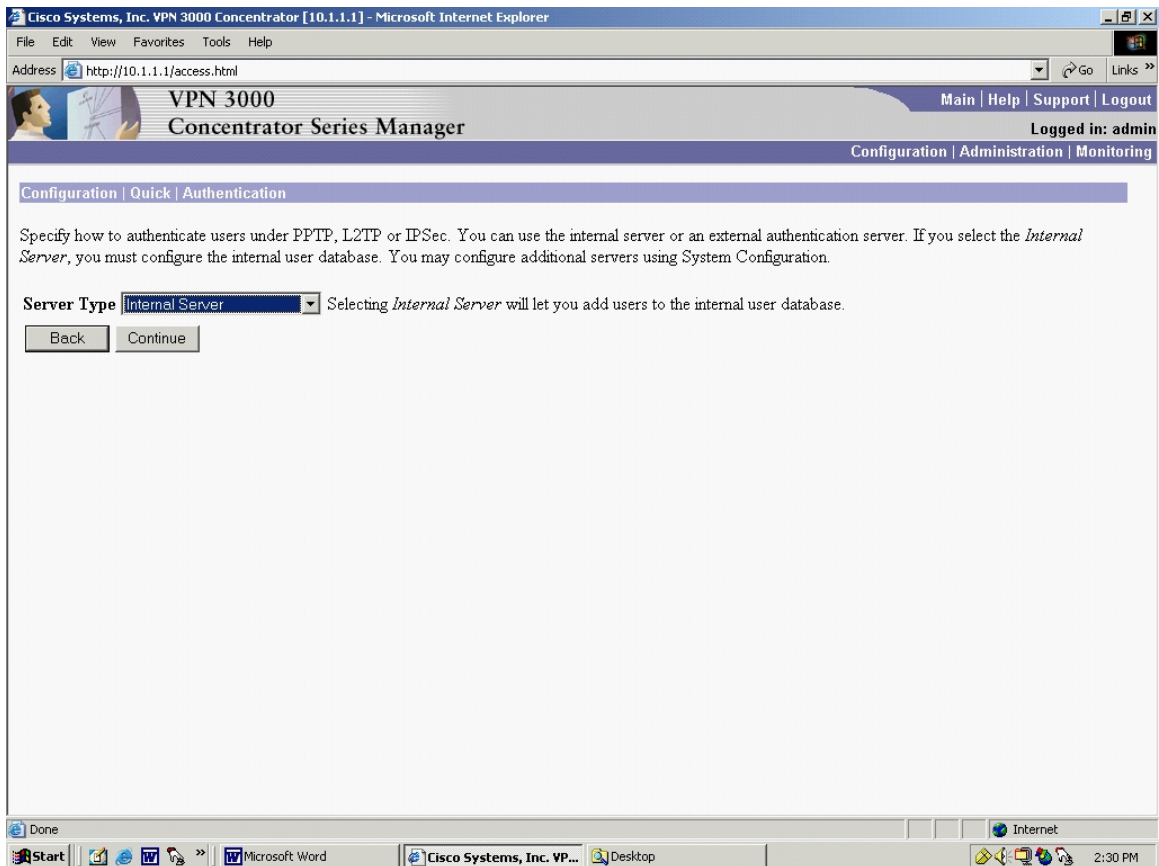 Cisco Systems, Inc. VPN 3000 Concentrator [10.1.1.1] - Microsoft Internet Explorer
File Edit View Favorites Tools Help
Address http://10.1.1.1/access.html Go Links »
VPN 3000
Concentrator Series Manager
Main | Help | Support | Logout
Logged in: admin
Configuration | Administration | Monitoring
Configuration | Quick | Authentication
Specify how to authenticate users under PPTP, L2TP or IPSec. You can use the internal server or an external authentication server. If you select the Internal
Server, you must configure the internal user database. You may configure additional servers using System Configuration.
Server Type Internal Server Selecting Internal Server will let you add users to the internal user database.
Back Continue
Done Internet
Start » Microsoft Word Cisco Systems, Inc. VP... Desktop 2:30 PM